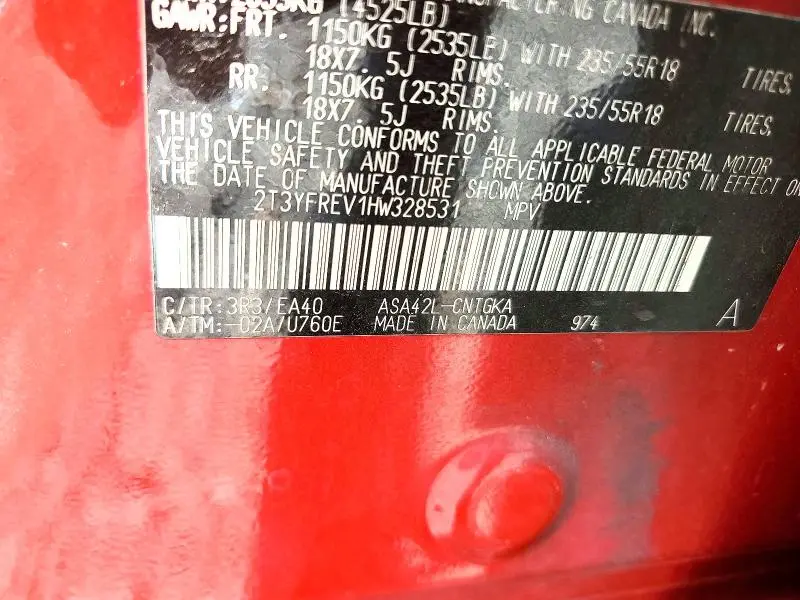 (4525LB)
CANADA INC.
GAWR:FRT. 1150KG (2535LB) WITH 235/55R18 TIRES,
18X7.5J RIMS.
RR. 1150KG (2535LB) WITH 235/55R18 TIRES,
18X7.5J RIMS.
THIS VEHICLE CONFORMS TO ALL APPLICABLE FEDERAL MOTOR
VEHICLE SAFETY AND THEFT PREVENTION STANDARDS IN EFFECT ON
THE DATE OF MANUFACTURE SHOWN ABOVE.
2T3YFREV1HW328531 MPV
C/TR:3R3/EA40 ASA42L-CNTGKA
A/TM:-02A/U760E MADE IN CANADA 974 A